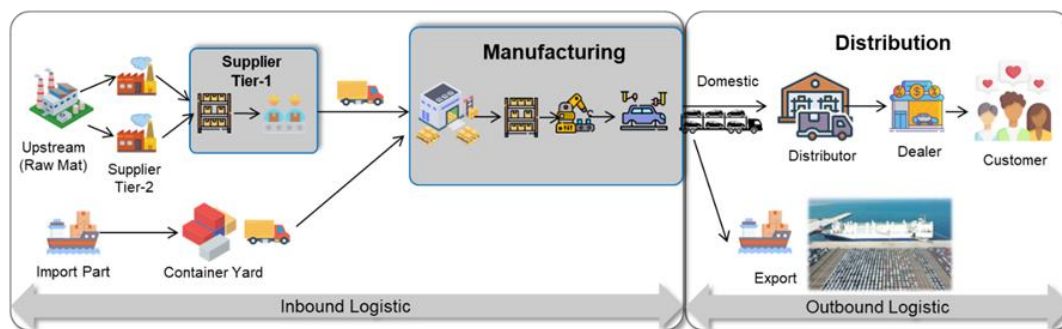 Supplier
Tier-1
Manufacturing
Distribution
Domestic
Upstream
(Raw Mat)
Supplier
Tier-2
Distributor
Dealer
Customer
Import Part
Container Yard
Export
Inbound Logistic
Outbound Logistic